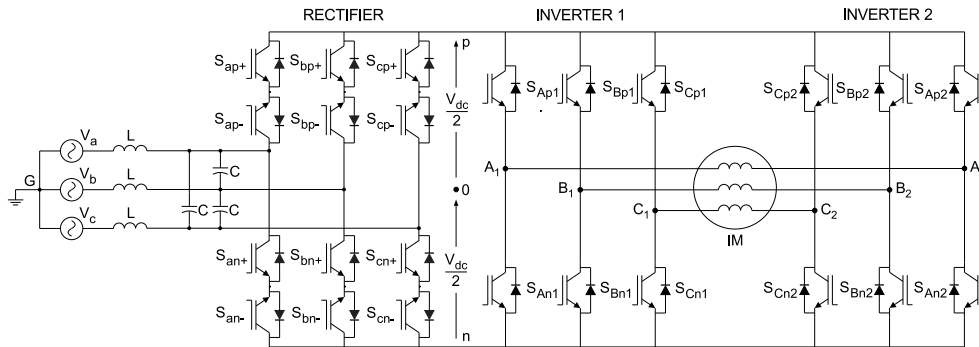 RECTIFIER INVERTER 1 INVERTER 2
p
Sap+ Sbp+ Scp+
SAp1 SBp1 SCp1 SCp2 SBp2 SAp2
Vdc
2
Sap- Sbp- Scp-
Va L
C
A1 A
G Vb L 0 B1 B2
C C
Vc L C1 C2
IM
San+ Sbn+ Scn+
Vdc
2
SAn1 SBn1 SCn1 SCn2 SBn2 SAn2
San- Sbn- Scn-
n